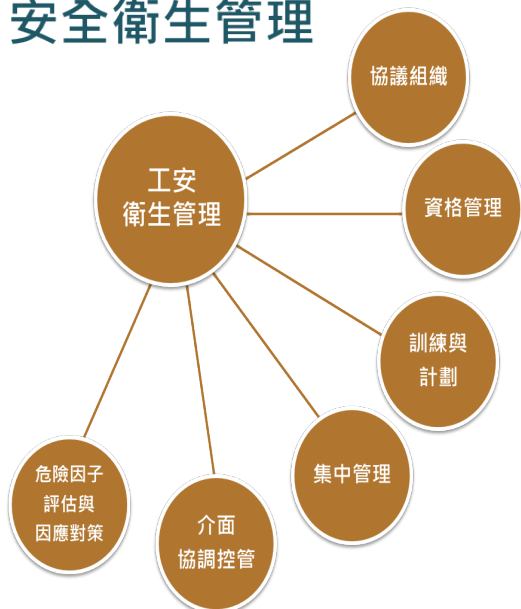 安全衛生管理
協議組織
工安
衛生管理
資格管理
訓練與
計劃
集中管理
危險因子
評估與
因應對策
介面
協調控管